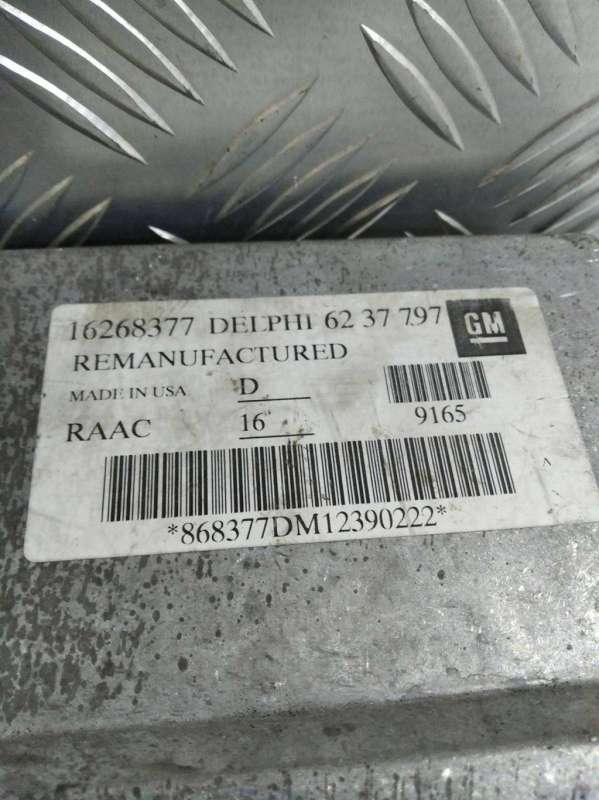 16268377 DELPHI 62 37 797
GM
REMANUFACTURED
MADE IN USA D
RAAC 16 9165
*868377DM12390222*
A